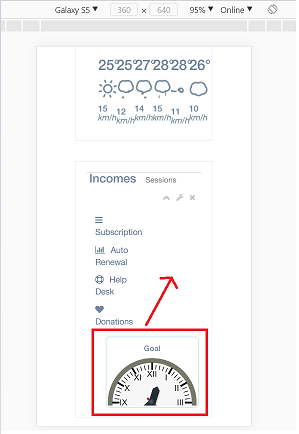 Galaxy S5 ▼ 360 × 640 95% ▼ Online ▼
25°25°27°28°28°26°
15 12 14 15 11 10
km/h km/h km/h km/h km/h km/h
Incomes Sessions
Subscription
Auto
Renewal
Help
Desk
Donations
Goal
IX XI XII I III